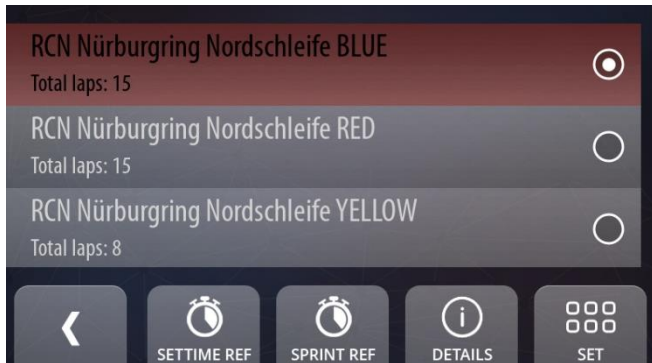 RCN Nürburgring Nordschleife BLUE
Total laps: 15
RCN Nürburgring Nordschleife RED
Total laps: 15
RCN Nürburgring Nordschleife YELLOW
Total laps: 8
SETTIME REF SPRINT REF DETAILS SET